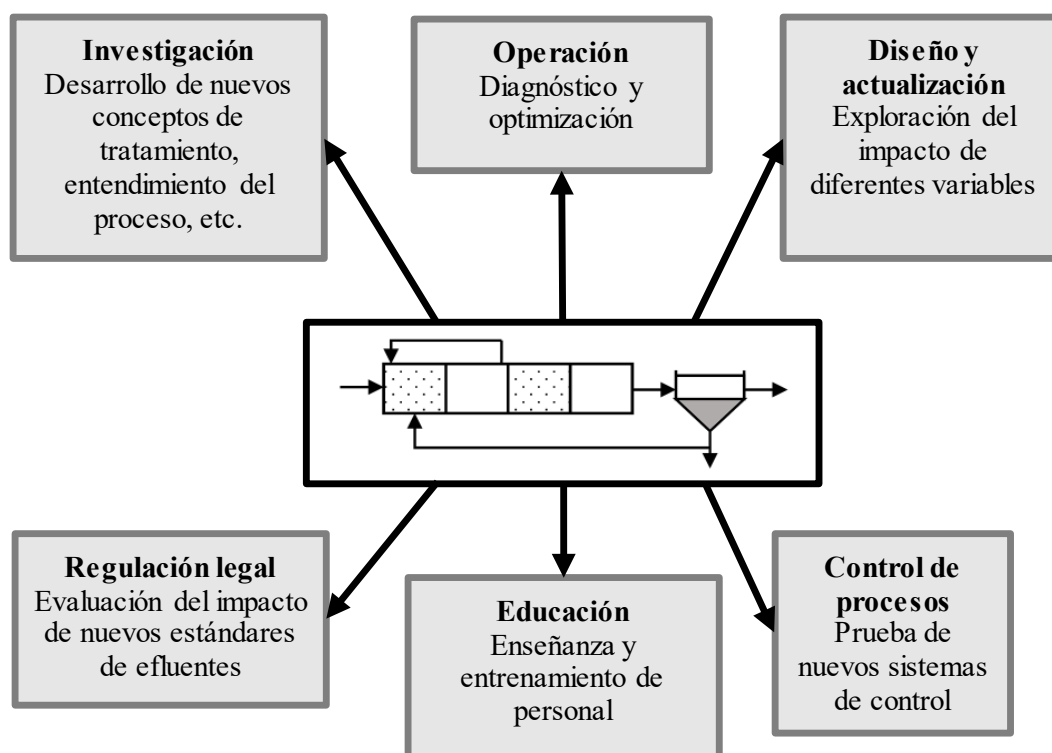 Investigación
Desarrollo de nuevos
conceptos de
tratamiento,
entendimiento del
proceso, etc.
Operación
Diagnóstico y
optimización
Diseño y
actualización
Exploración del
impacto de
diferentes variables
Regulación legal
Evaluación del impacto
de nuevos estándares
de efluentes
Educación
Enseñanza y
entrenamiento de
personal
Control de
procesos
Prueba de
nuevos sistemas
de control